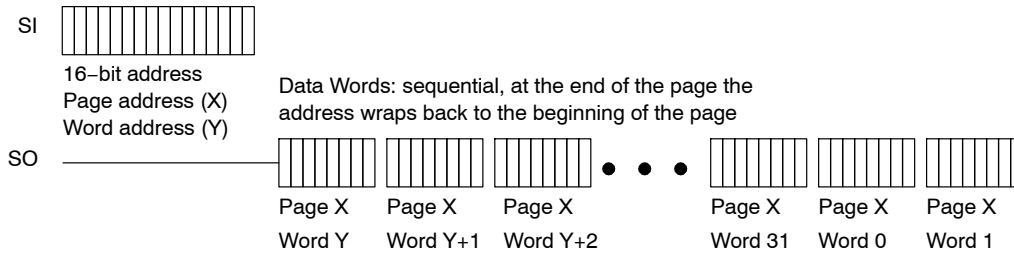 SI
16−bit address
Page address (X)
Word address (Y)
Data Words: sequential, at the end of the page the
address wraps back to the beginning of the page
SO
Page X Page X Page X Page X Page X Page X
Word Y Word Y+1 Word Y+2 Word 31 Word 0 Word 1